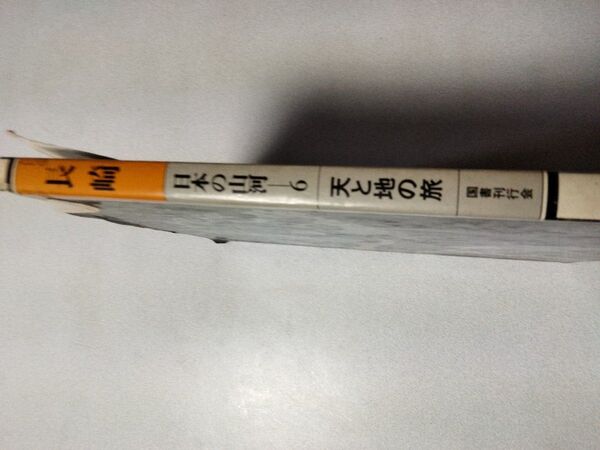 長崎
日本の山河—6
天と地の旅
国書刊行会